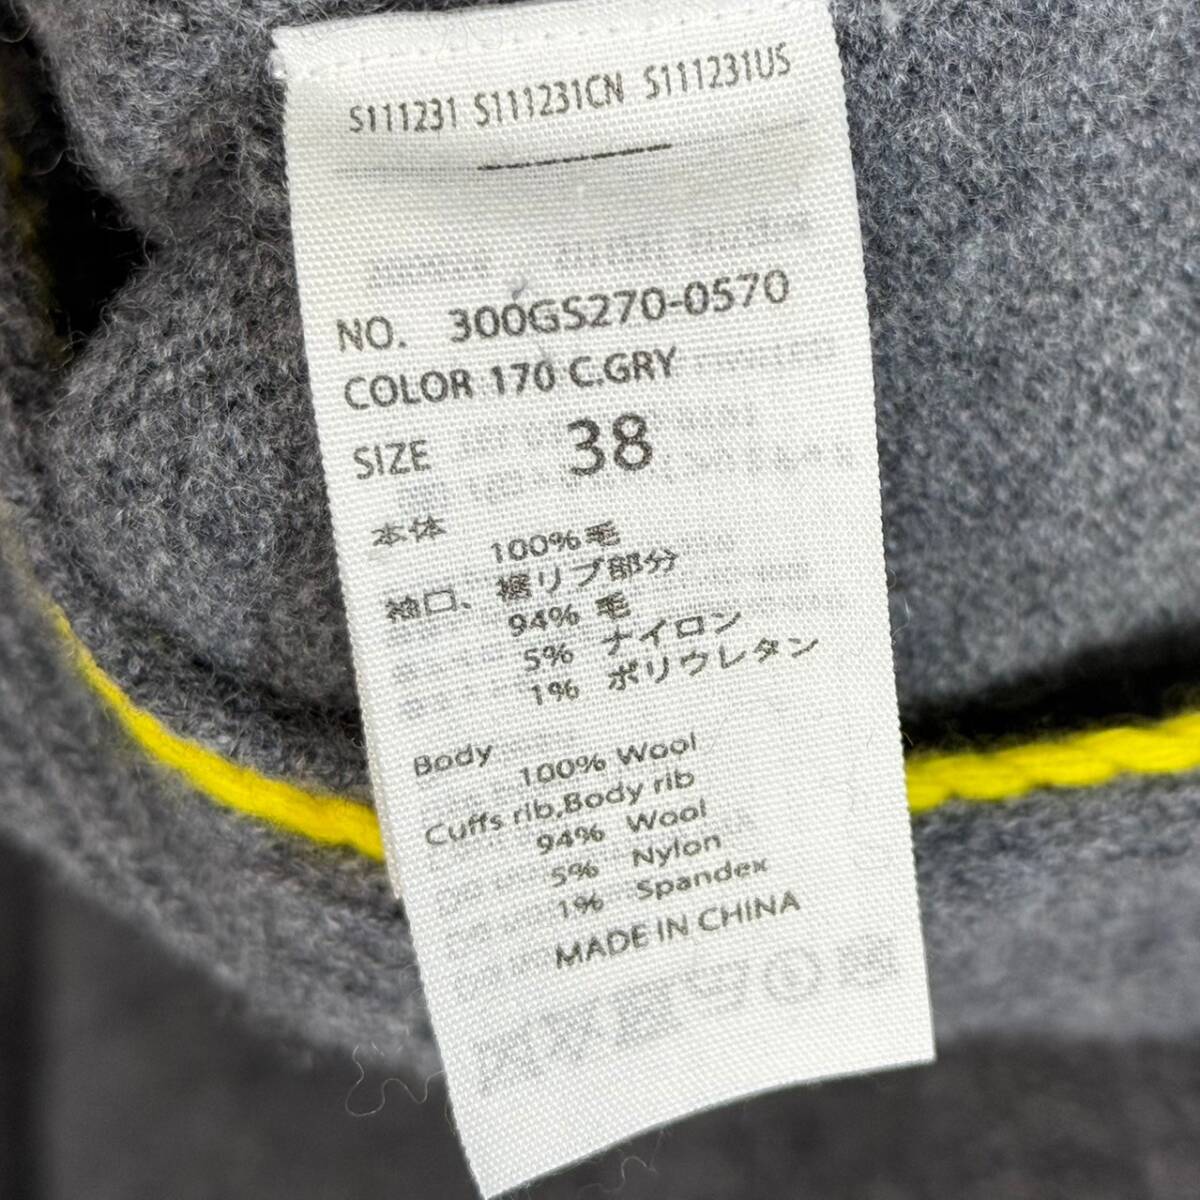 S111231 S111231CN S111231US
NO. 300GS270-0570
COLOR 170 C.GRY
SIZE 38
本体
100% 毛
袖口、裾リブ部分
94% 毛
5% ナイロン
1% ポリウレタン
Body
100% Wool
Cuffs rib,Body rib
94% Wool
5% Nylon
1% Spandex
MADE IN CHINA